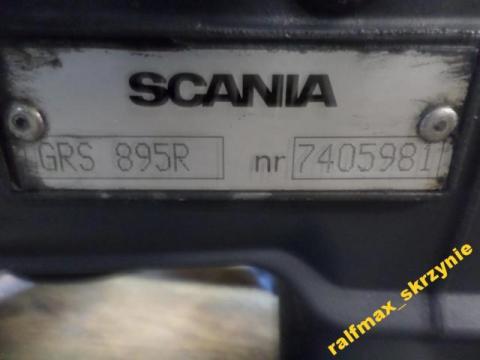 SCANIA
GRS 895R nr 7405981
ralfmax_skrzynie